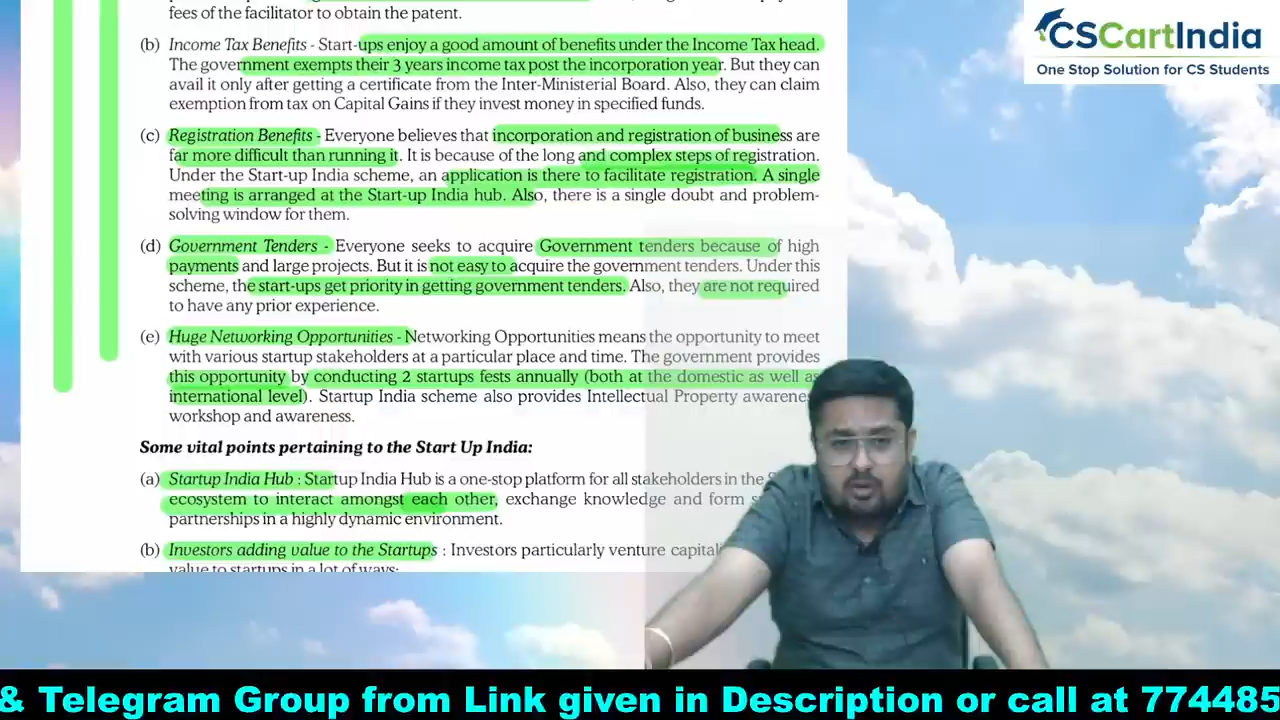 fees of the facilitator to obtain the patent.
(b) Income Tax Benefits - Start-ups enjoy a good amount of benefits under the Income Tax head.
The government exempts their 3 years income tax post the incorporation year. But they can
avail it only after getting a certificate from the Inter-Ministerial Board. Also, they can claim
exemption from tax on Capital Gains if they invest money in specified funds.
(c) Registration Benefits - Everyone believes that incorporation and registration of business are
far more difficult than running it. It is because of the long and complex steps of registration.
Under the Start-up India scheme, an application is there to facilitate registration. A single
meeting is arranged at the Start-up India hub. Also, there is a single doubt and problem-
solving window for them.
(d) Government Tenders - Everyone seeks to acquire Government tenders because of high
payments and large projects. But it is not easy to acquire the government tenders. Under this
scheme, the start-ups get priority in getting government tenders. Also, they are not required
to have any prior experience.
(e) Huge Networking Opportunities - Networking Opportunities means the opportunity to meet
with various startup stakeholders at a particular place and time. The government provides
this opportunity by conducting 2 startups fests annually (both at the domestic as well as
international level). Startup India scheme also provides Intellectual Property
workshop and awareness.
Some vital points pertaining to the Start Up India:
(a) Startup India Hub : Startup India Hub is a one-stop platform for all stakeholders in the
ecosystem to interact amongst each other, exchange knowledge and form
partnerships in a highly dynamic environment.
(b) Investors adding value to the Startups : Investors particularly venture
value to startups in a lot of ways:
CSCartIndia
One Stop Solution for CS Students
& Telegram Group from Link given in Description or call at 774485